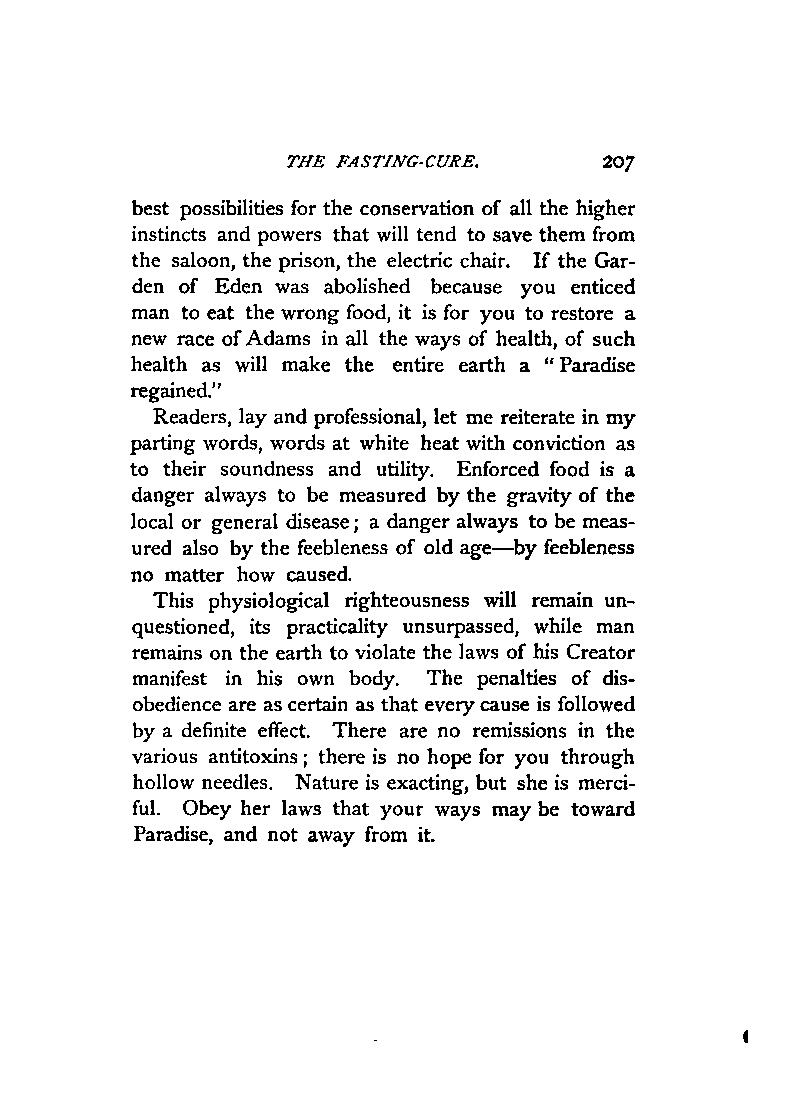 THE FASTING-CURE. 207
best possibilities for the conservation of all the higher
instincts and powers that will tend to save them from
the saloon, the prison, the electric chair. If the Gar-
den of Eden was abolished because you enticed
man to eat the wrong food, it is for you to restore a
new race of Adams in all the ways of health, of such
health as will make the entire earth a “Paradise
regained.”
Readers, lay and professional, let me reiterate in my
parting words, words at white heat with conviction as
to their soundness and utility. Enforced food is a
danger always to be measured by the gravity of the
local or general disease; a danger always to be meas-
ured also by the feebleness of old age—by feebleness
no matter how caused.
This physiological righteousness will remain un-
questioned, its practicality unsurpassed, while man
remains on the earth to violate the laws of his Creator
manifest in his own body. The penalties of dis-
obedience are as certain as that every cause is followed
by a definite effect. There are no remissions in the
various antitoxins; there is no hope for you through
hollow needles. Nature is exacting, but she is merci-
ful. Obey her laws that your ways may be toward
Paradise, and not away from it.